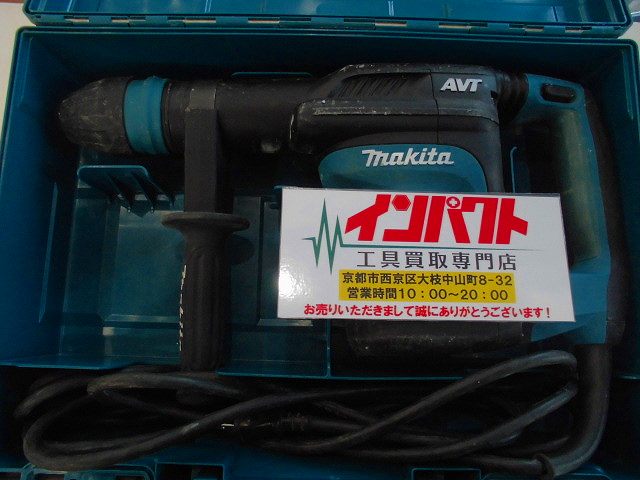 AVT
makita
インパクト
工具買取専門店
京都市西京区大枝中山町8-32
営業時間10：00～20：00
お売りいただきまして誠にありがとうございます！